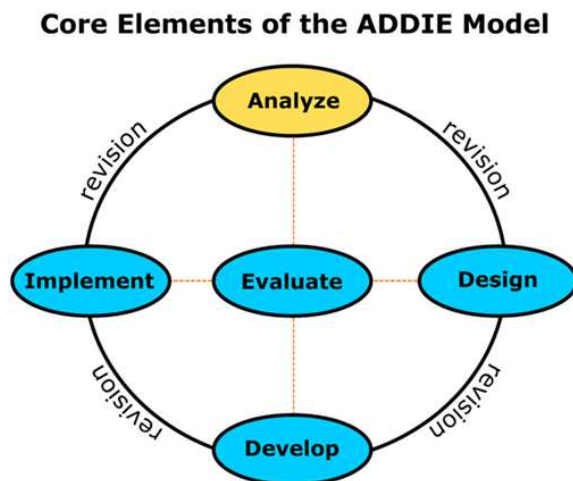 Core Elements of the ADDIE Model
Analyze
revision
revision
Implement
Evaluate
Design
revision
revision
Develop